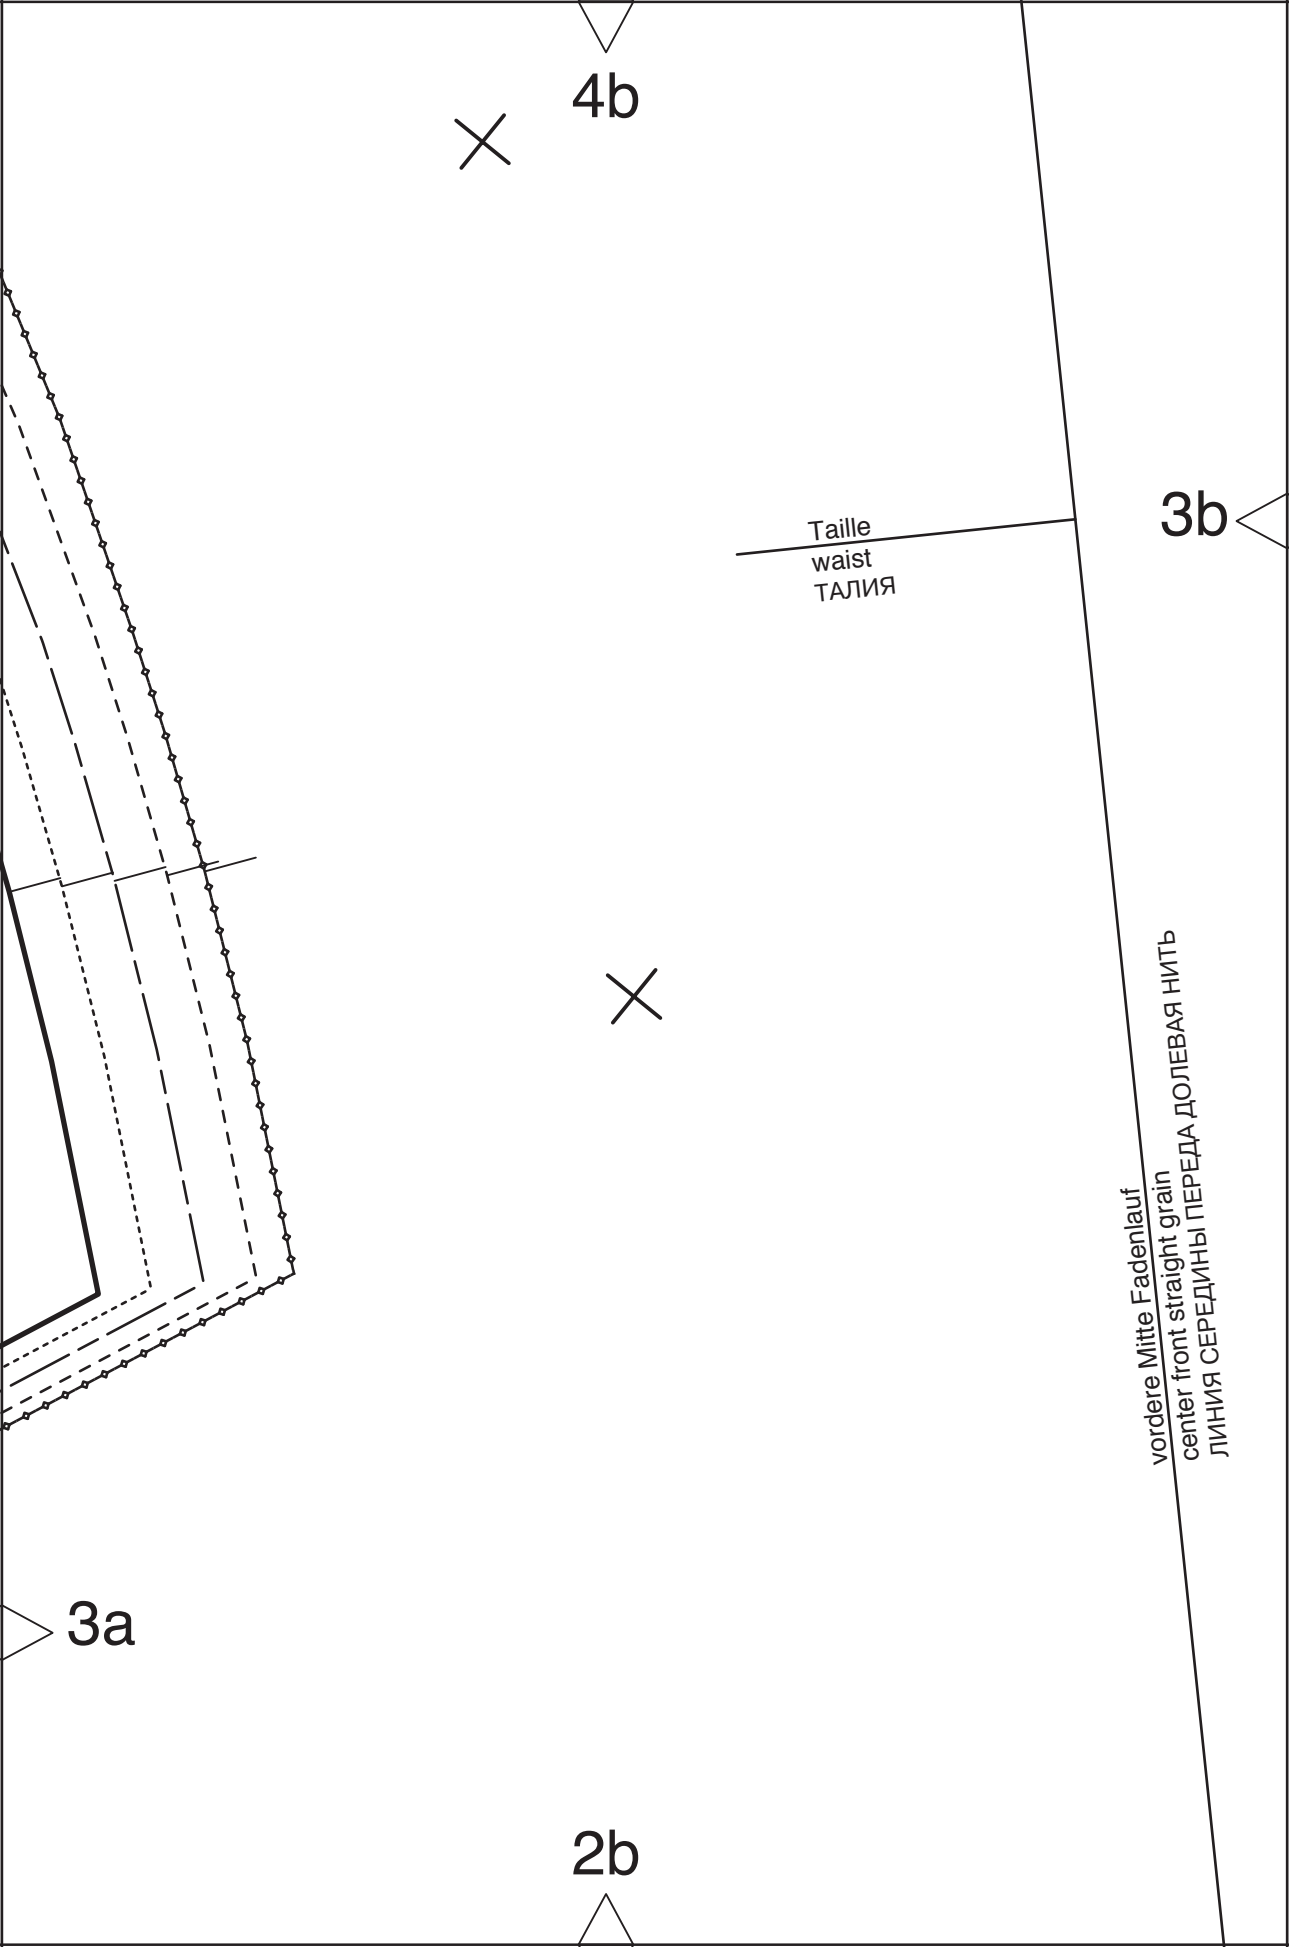 4b
3b
Taille
waist
ТАЛИЯ
vordere Mitte Fadenlauf
center front straight grain
ЛИНИЯ СЕРЕДИНЫ ПЕРЕДА ДОЛЕВАЯ НИТЬ
3a
2b